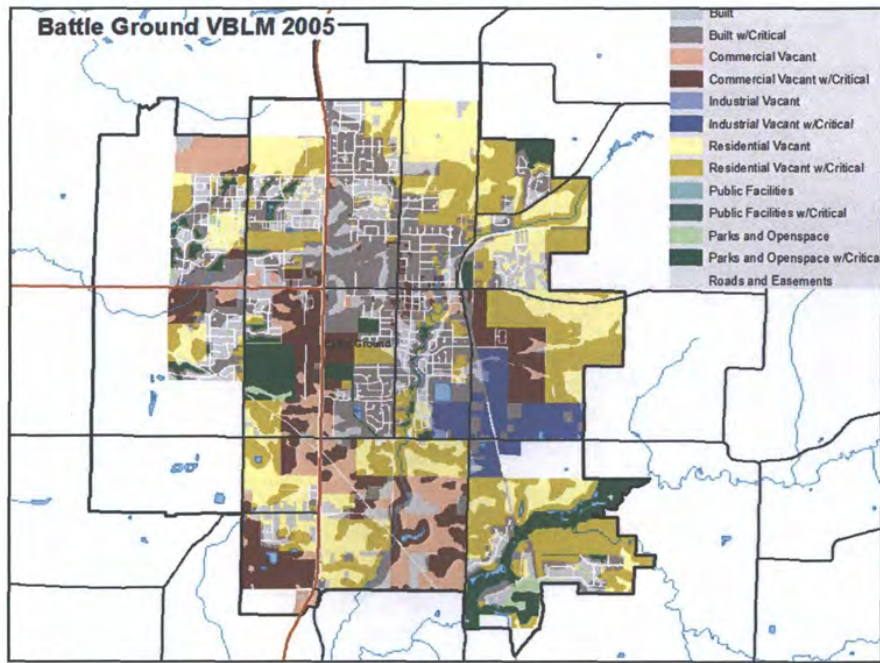 Battle Ground VBLM 2005
Built
Built w/Critical
Commercial Vacant
Commercial Vacant w/Critical
Industrial Vacant
Industrial Vacant w/Critical
Residential Vacant
Residential Vacant w/Critical
Public Facilities
Public Facilities w/Critical
Parks and Openspace
Parks and Openspace w/Critica
Roads and Easements
Ground